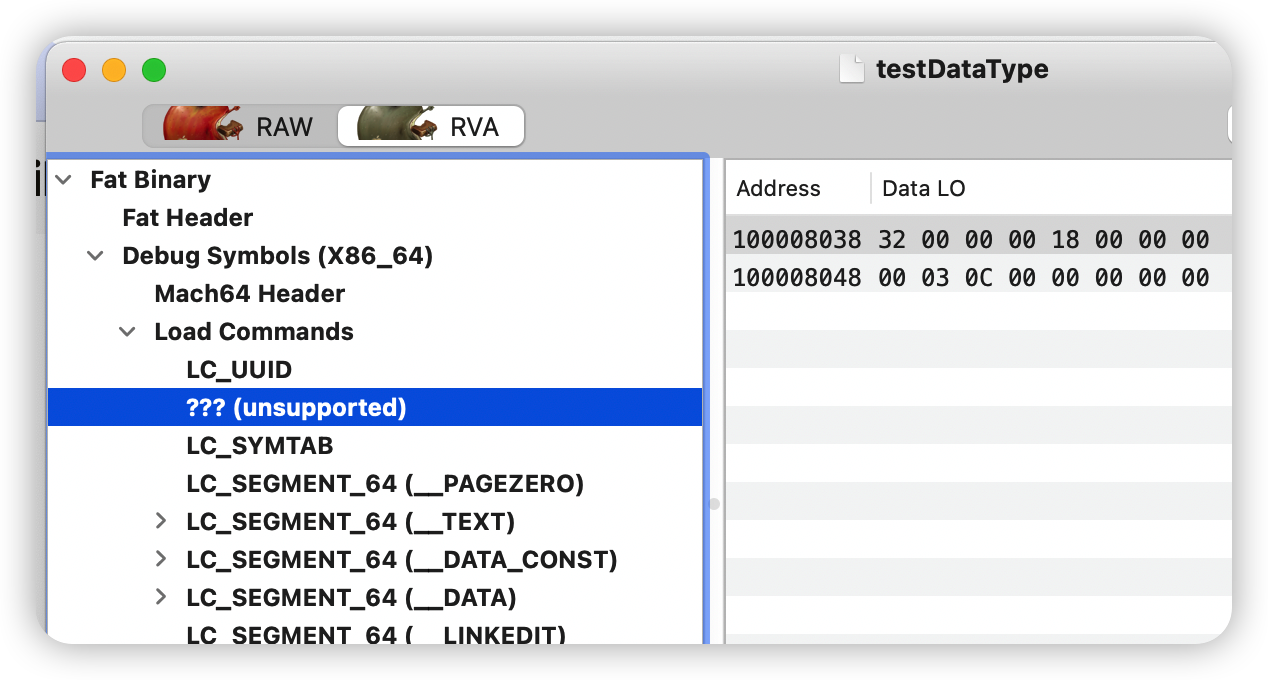 testDataType
RAW
RVA
Fat Binary
Fat Header
Debug Symbols (X86_64)
Mach64 Header
Load Commands
LC_UUID
??? (unsupported)
LC_SYMTAB
LC_SEGMENT_64 (__PAGEZERO)
LC_SEGMENT_64 (__TEXT)
LC_SEGMENT_64 (__DATA_CONST)
LC_SEGMENT_64 (__DATA)
LC_SEGMENT_64 (__LINKEDIT)
Address Data LO
100008038 32 00 00 00 18 00 00 00
100008048 00 03 0C 00 00 00 00 00